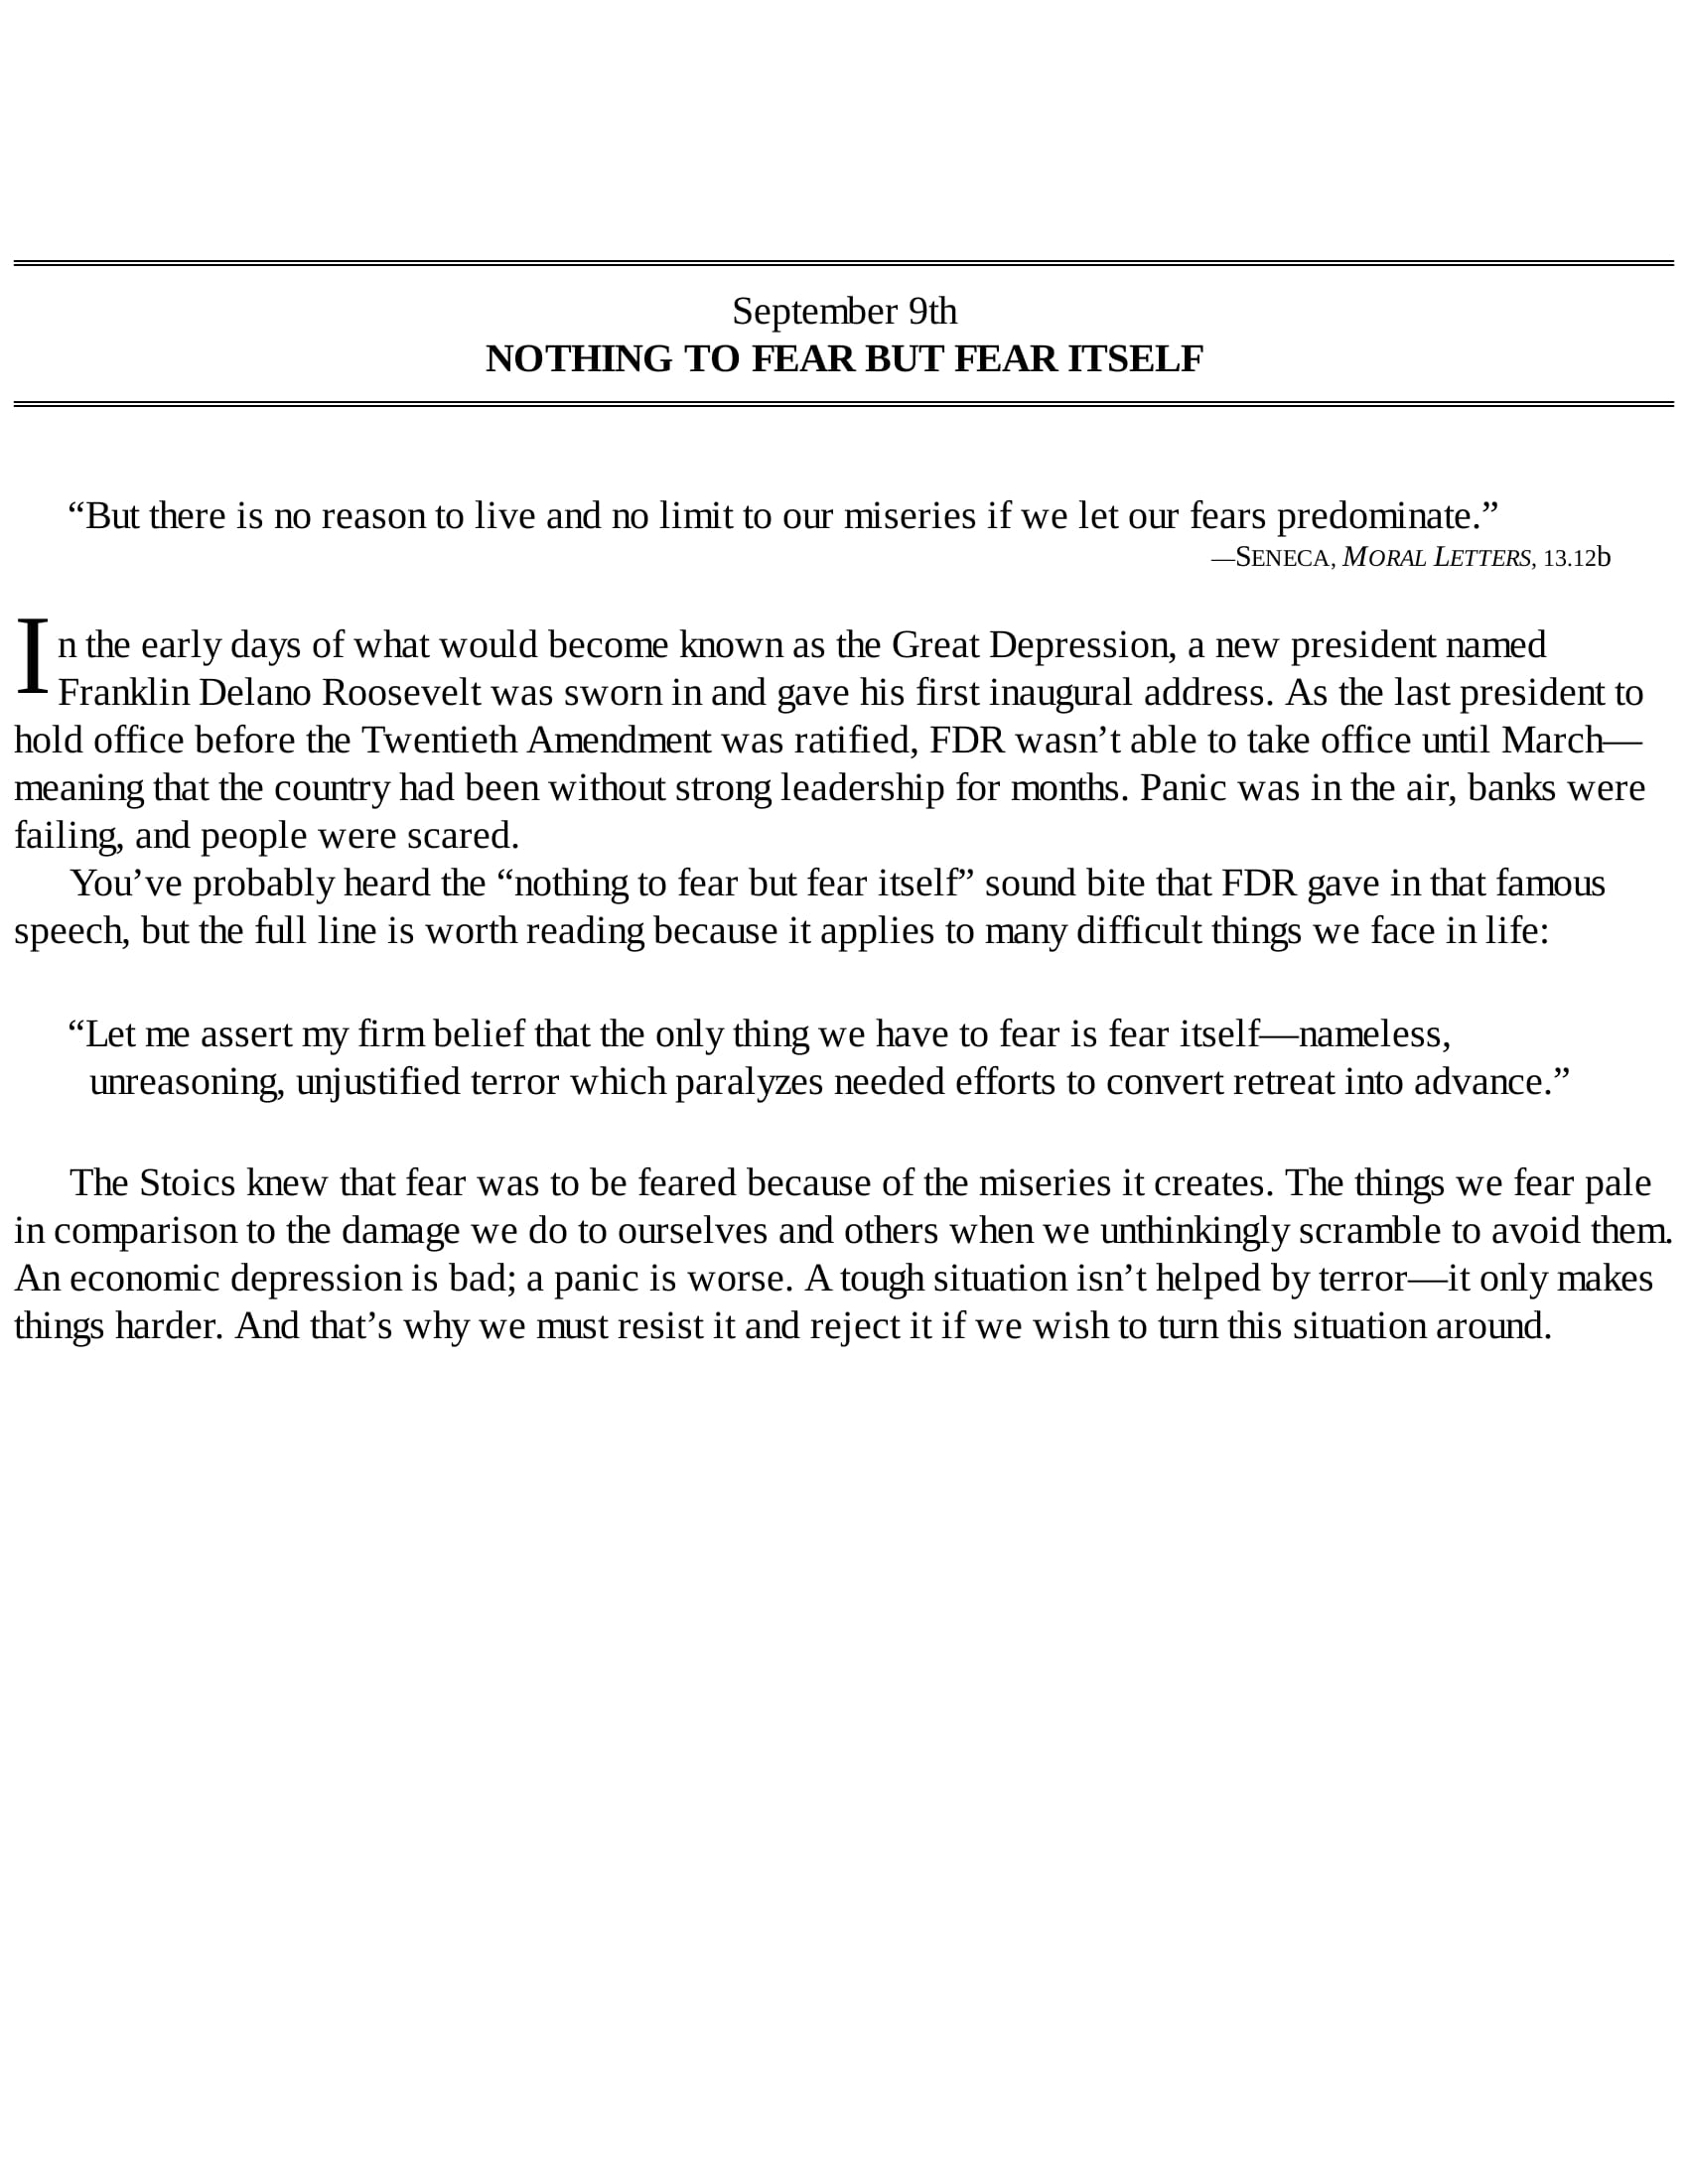 September 9th
NOTHING TO FEAR BUT FEAR ITSELF
“But there is no reason to live and no limit to our miseries if we let our fears predominate.”
—SENECA, MORAL LETTERS, 13.12b
In the early days of what would become known as the Great Depression, a new president named
Franklin Delano Roosevelt was sworn in and gave his first inaugural address. As the last president to
hold office before the Twentieth Amendment was ratified, FDR wasn’t able to take office until March—
meaning that the country had been without strong leadership for months. Panic was in the air, banks were
failing, and people were scared.
You’ve probably heard the “nothing to fear but fear itself” sound bite that FDR gave in that famous
speech, but the full line is worth reading because it applies to many difficult things we face in life:
“Let me assert my firm belief that the only thing we have to fear is fear itself—nameless,
unreasoning, unjustified terror which paralyzes needed efforts to convert retreat into advance.”
The Stoics knew that fear was to be feared because of the miseries it creates. The things we fear pale
in comparison to the damage we do to ourselves and others when we unthinkingly scramble to avoid them.
An economic depression is bad; a panic is worse. A tough situation isn’t helped by terror—it only makes
things harder. And that’s why we must resist it and reject it if we wish to turn this situation around.